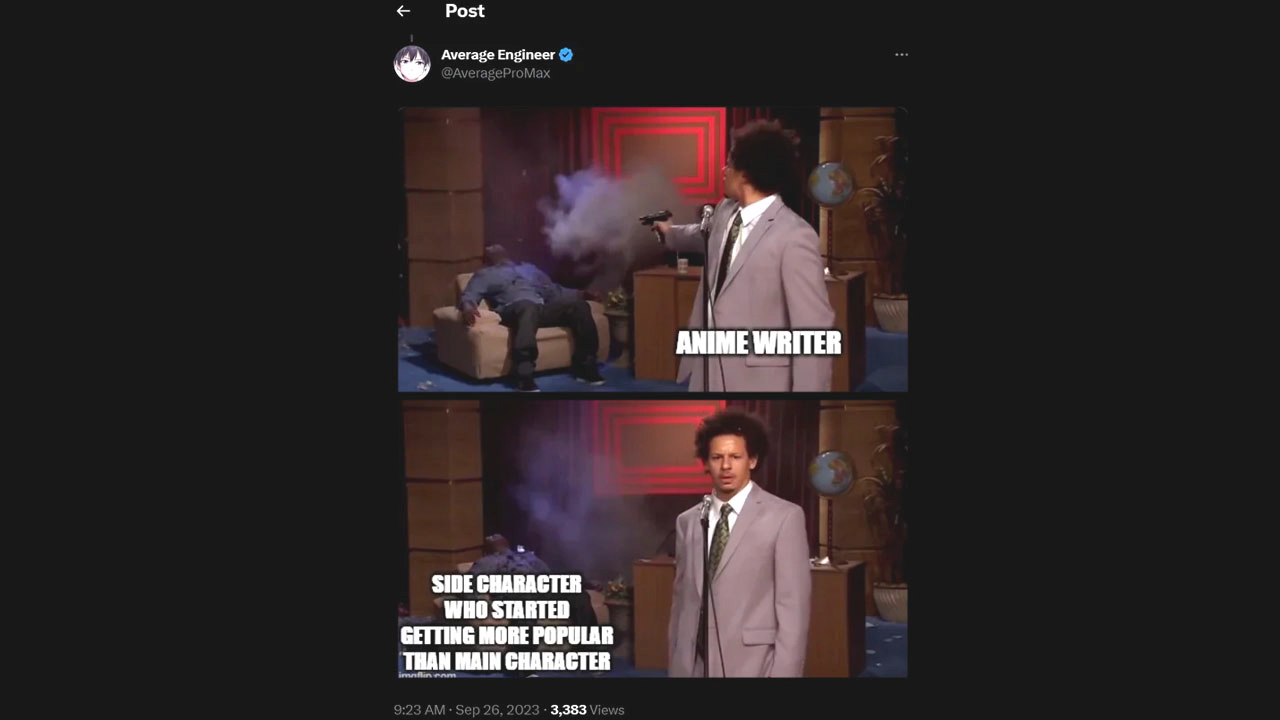 Post
Average Engineer
@AverageProMax
ANIME WRITER
SIDE CHARACTER
WHO STARTED
GETTING MORE POPULAR
THAN MAIN CHARACTER
imgflip.com
9:23 AM · Sep 26, 2023 · 3,383 Views